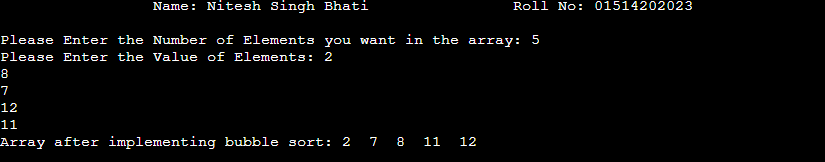 Name: Nitesh Singh Bhati Roll No: 01514202023
Please Enter the Number of Elements you want in the array: 5
Please Enter the Value of Elements: 2
8
7
12
11
Array after implementing bubble sort: 2 7 8 11 12